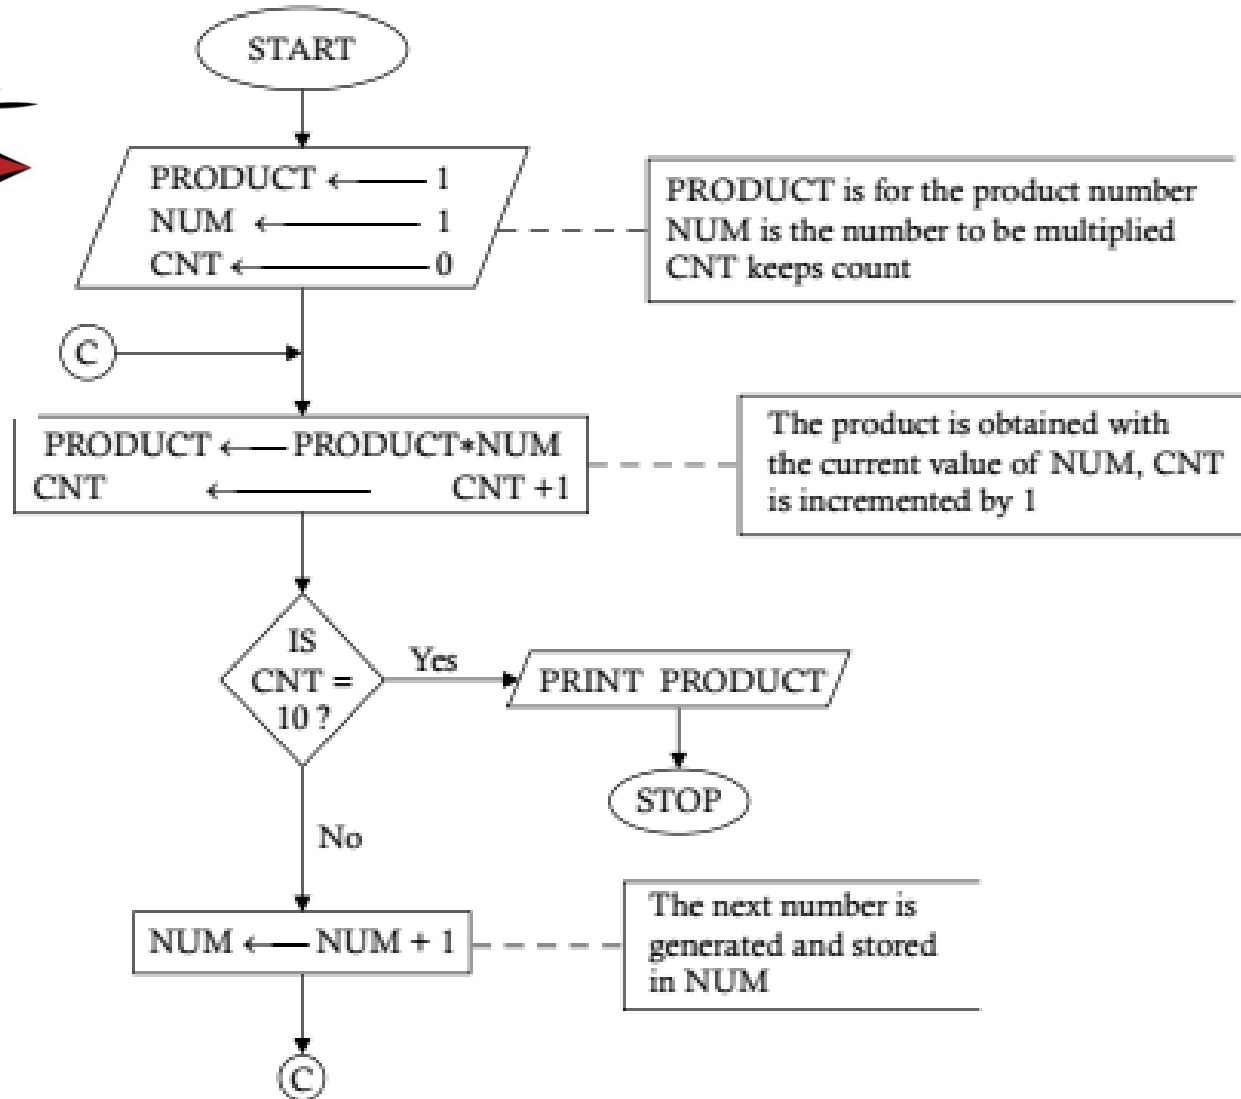 START
PRODUCT ← 1
NUM ← 1
CNT ← 0
PRODUCT is for the product number
NUM is the number to be multiplied
CNT keeps count
C
PRODUCT ← PRODUCT*NUM
CNT ← CNT +1
The product is obtained with
the current value of NUM, CNT
is incremented by 1
IS
CNT =
10 ?
Yes
PRINT PRODUCT
STOP
No
NUM ← NUM + 1
The next number is
generated and stored
in NUM
C